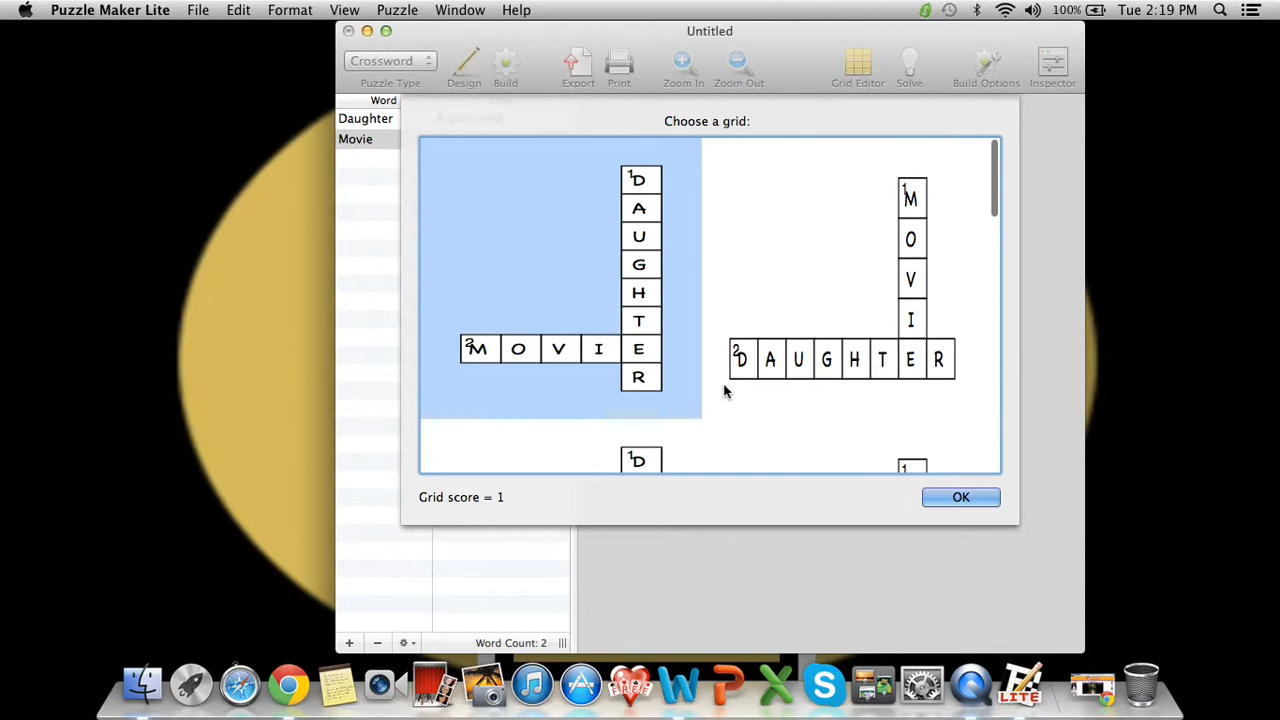 Puzzle Maker Lite File Edit Format View Puzzle Window Help 100% Tue 2:19 PM
Untitled
Crossword
Puzzle Type Design Build Export Print Zoom In Zoom Out Grid Editor Solve Build Options Inspector
Word
Daughter
Movie
Choose a grid:
1D
A
U
G
H
T
2M O V I E
R
1M
O
V
I
2D A U G H T E R
1D
1
Grid score = 1
OK
+ − Word Count: 2
FREE
W P X S LITE